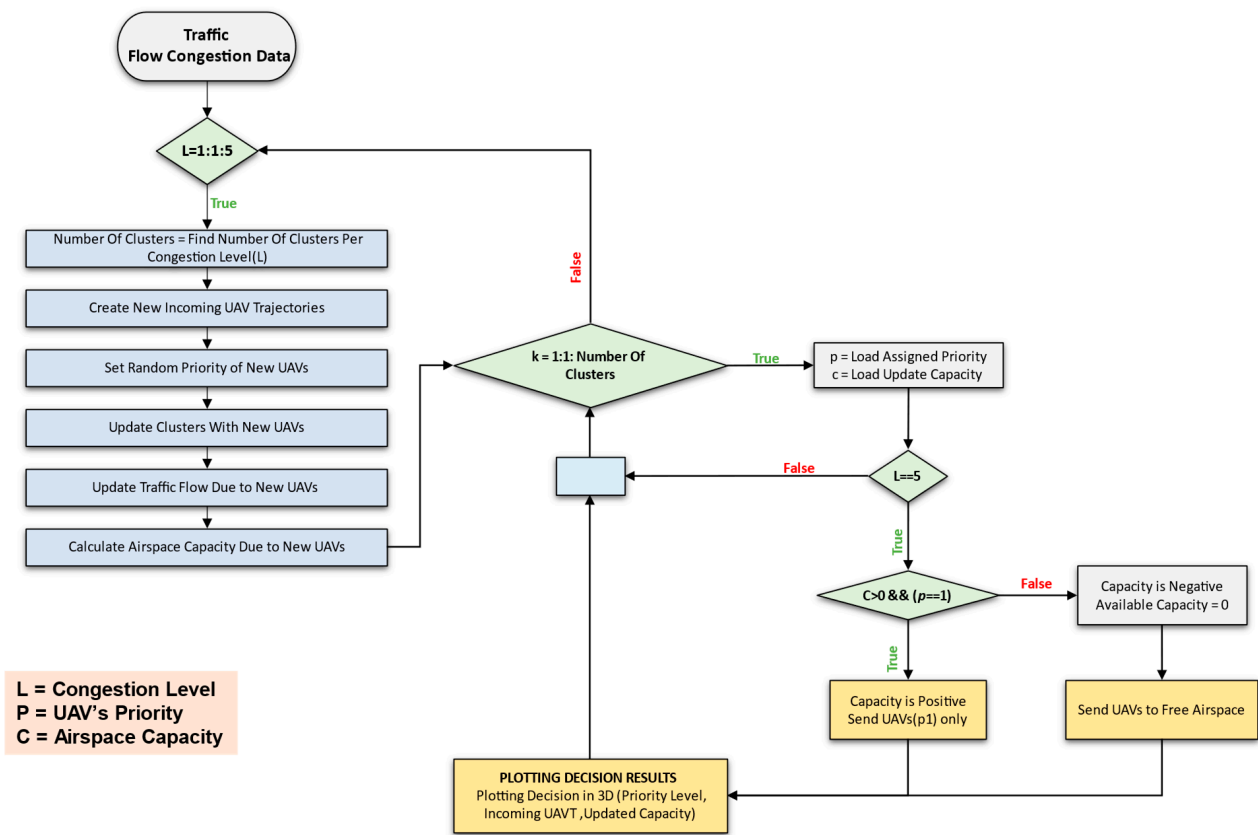 Traffic
Flow Congestion Data
L=1:1:5
True
Number Of Clusters = Find Number Of Clusters Per
Congestion Level(L)
Create New Incoming UAV Trajectories
Set Random Priority of New UAVs
Update Clusters With New UAVs
Update Traffic Flow Due to New UAVs
Calculate Airspace Capacity Due to New UAVs
False
k = 1:1: Number Of
Clusters
True
p = Load Assigned Priority
c = Load Update Capacity
False
L==5
True
C>0 && (p==1)
False
Capacity is Negative
Available Capacity = 0
True
Capacity is Positive
Send UAVs(p1) only
Send UAVs to Free Airspace
PLOTTING DECISION RESULTS
Plotting Decision in 3D (Priority Level,
Incoming UAVT ,Updated Capacity)
L = Congestion Level
P = UAV's Priority
C = Airspace Capacity